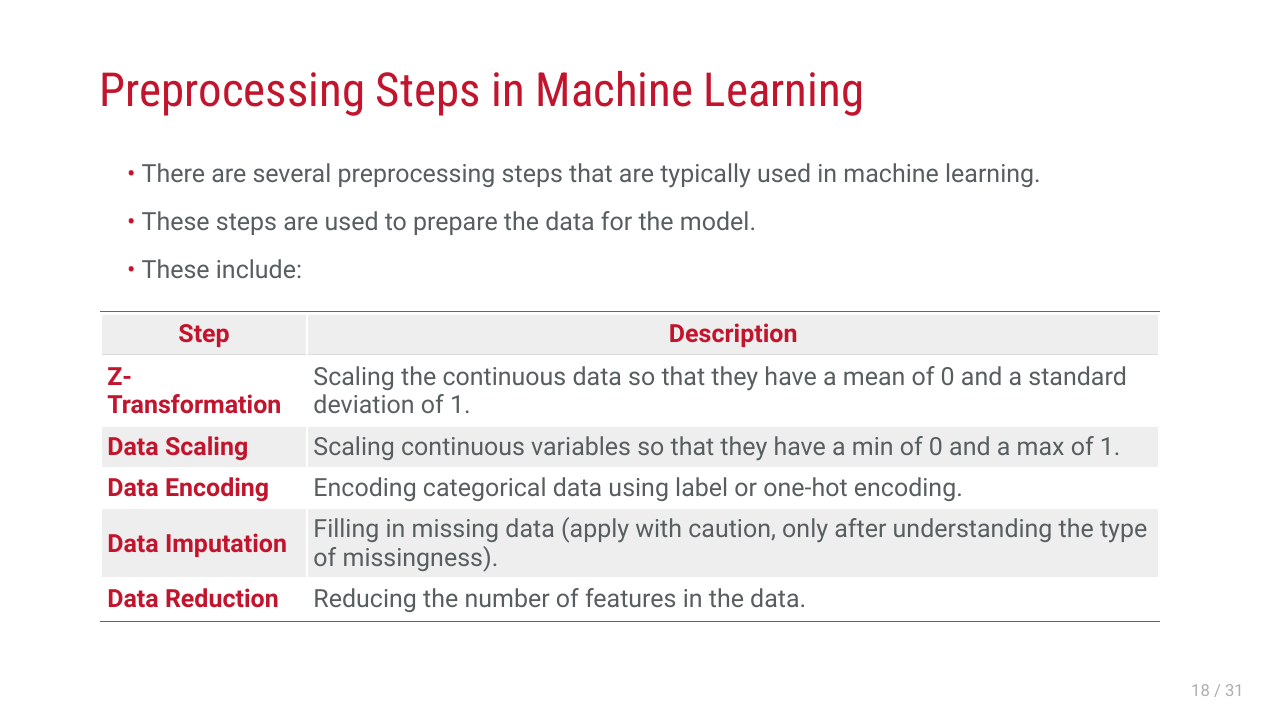 Preprocessing Steps in Machine Learning
• There are several preprocessing steps that are typically used in machine learning.
• These steps are used to prepare the data for the model.
• These include:
Step Description
Z-
Transformation
Scaling the continuous data so that they have a mean of 0 and a standard
deviation of 1.
Data Scaling Scaling continuous variables so that they have a min of 0 and a max of 1.
Data Encoding Encoding categorical data using label or one-hot encoding.
Data Imputation
Filling in missing data (apply with caution, only after understanding the type
of missingness).
Data Reduction Reducing the number of features in the data.
18 / 31